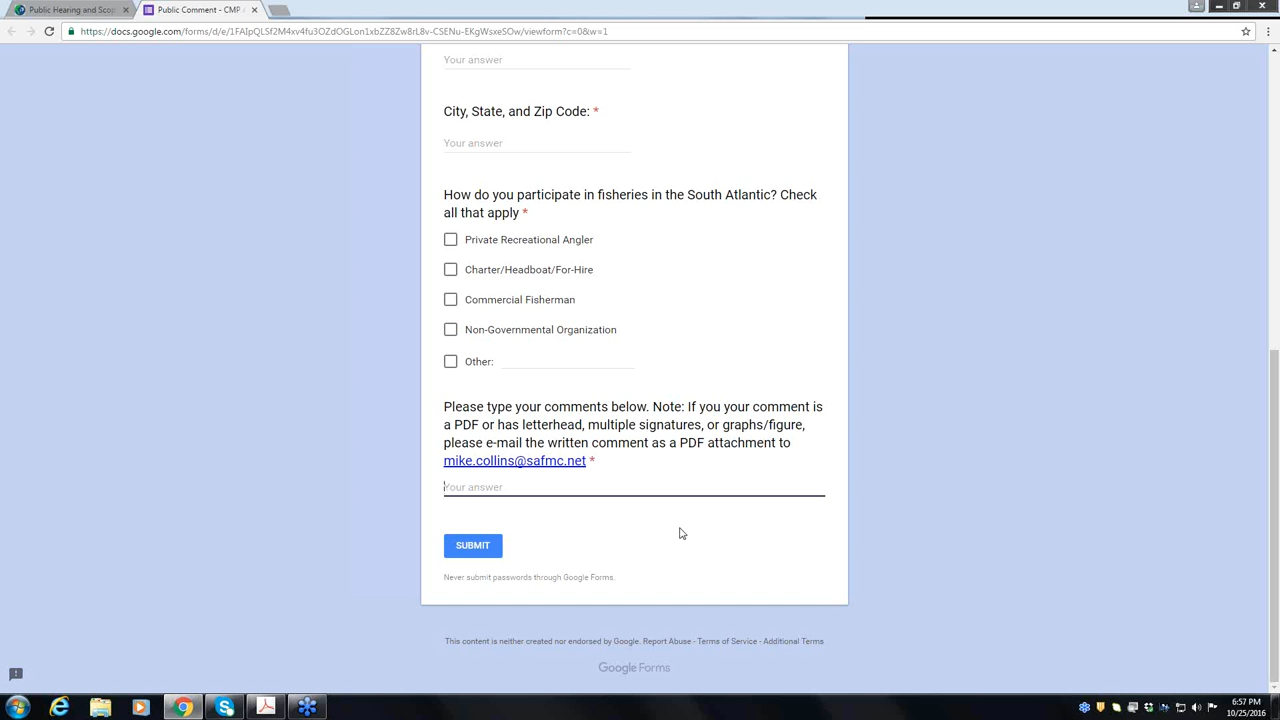 Public Hearing and Sco
Public Comment - CMP A
https://docs.google.com/forms/d/e/1FAIpQLSf2M4xv4fu3OZdOGLon1xbZZ8Zw8rL8v-CSENu-EKgWsxeSOw/viewform?c=0&w=1
Your answer
City, State, and Zip Code: *
Your answer
How do you participate in fisheries in the South Atlantic? Check
all that apply *
Private Recreational Angler
Charter/Headboat/For-Hire
Commercial Fisherman
Non-Governmental Organization
Other:
Please type your comments below. Note: If you your comment is
a PDF or has letterhead, multiple signatures, or graphs/figure,
please e-mail the written comment as a PDF attachment to
mike.collins@safmc.net *
Your answer
SUBMIT
Never submit passwords through Google Forms.
This content is neither created nor endorsed by Google. Report Abuse - Terms of Service - Additional Terms
Google Forms
6:57 PM
10/25/2016